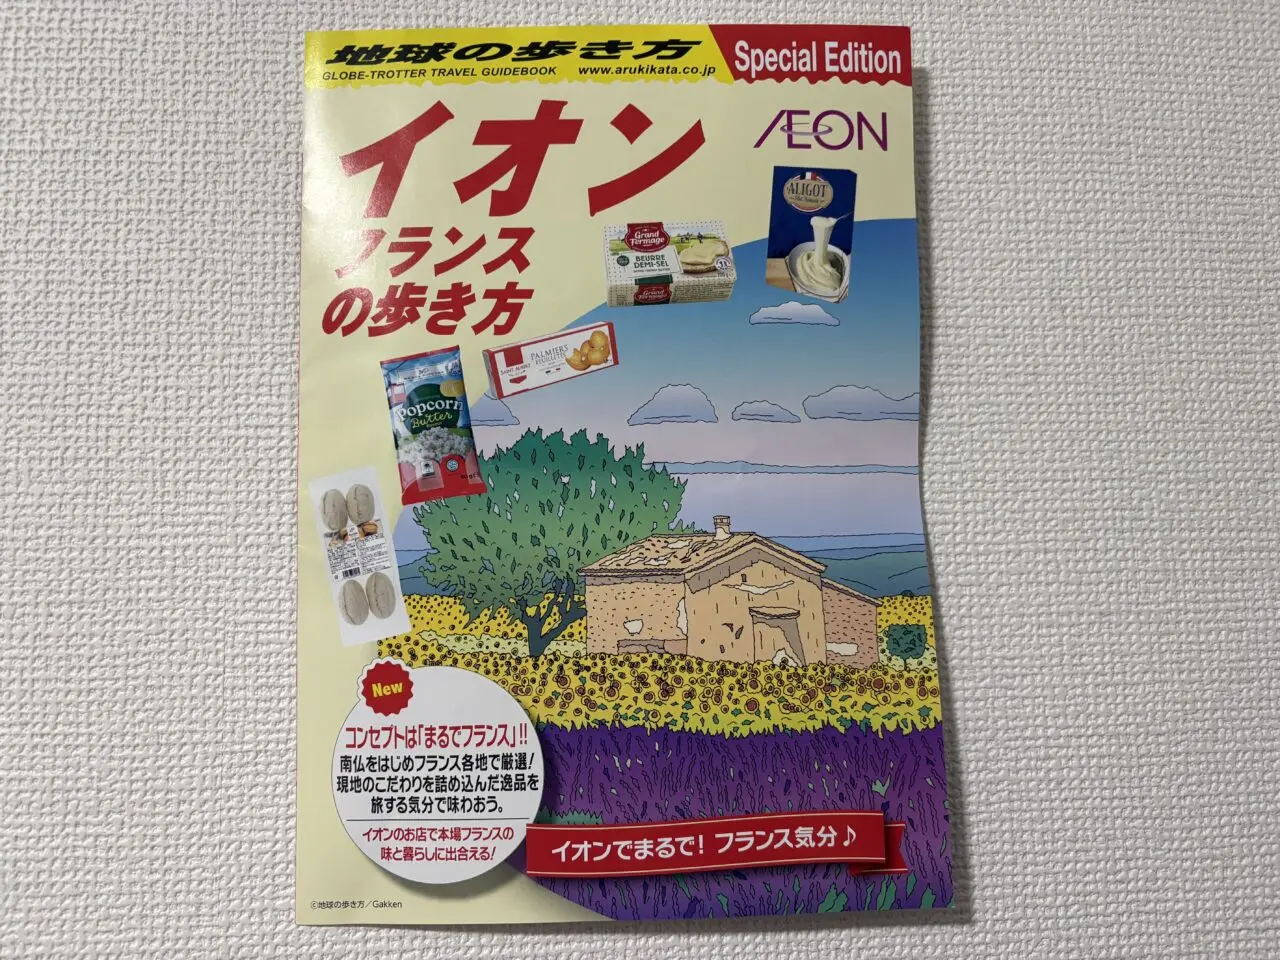 地球の歩き方
GLOBE-TROTTER TRAVEL GUIDEBOOK www.arukikata.co.jp
Special Edition
イオン
フランス
の歩き方
ÆON
ALIGOT
Grand Fermage
BEURRE
DEMI-SEL
Grand Fermage
PALMIERS
Popcorn
Butter
New
コンセプトは「まるでフランス」!!
南仏をはじめフランス各地で厳選!
現地のこだわりを詰め込んだ逸品を
旅する気分で味わおう。
イオンのお店で本場フランスの
味と暮らしに出合える!
イオンでまるで! フランス気分♪
©地球の歩き方/Gakken